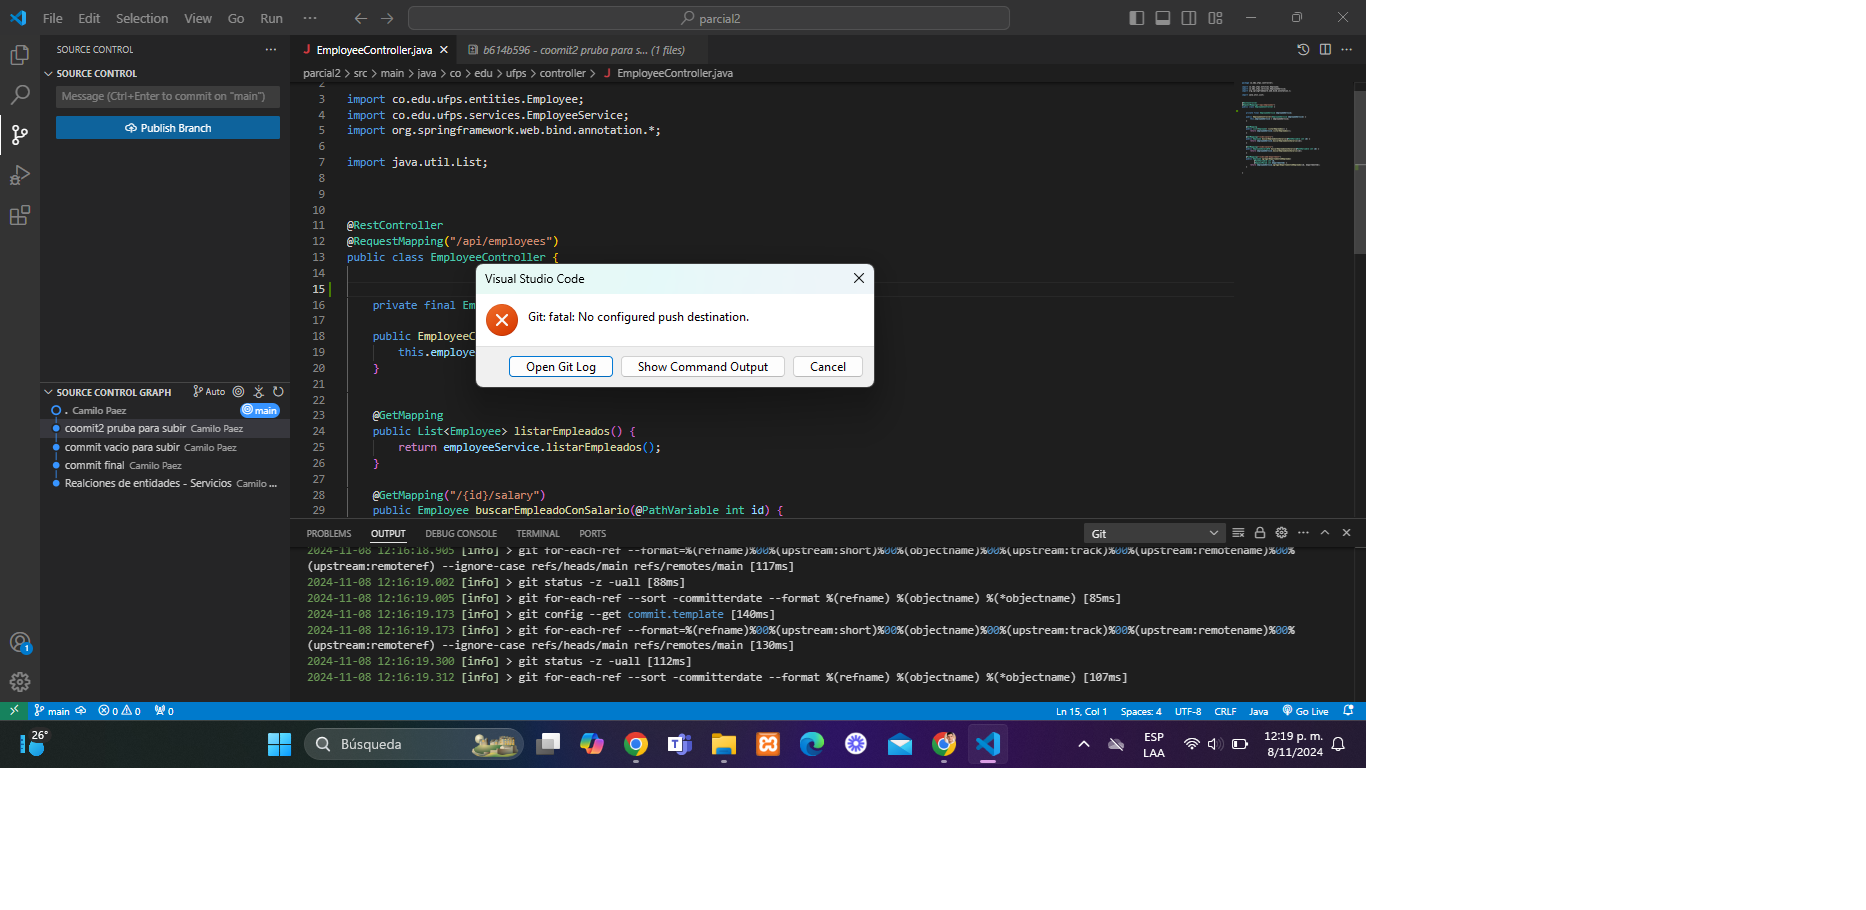 File Edit Selection View Go Run ···
parcial2
SOURCE CONTROL ···
SOURCE CONTROL
Message (Ctrl+Enter to commit on "main")
Publish Branch
EmployeeController.java
b614b596 - coomit2 pruba para s... (1 files)
parcial2 > src > main > java > co > edu > ufps > controller > J EmployeeController.java
2
3 import co.edu.ufps.entities.Employee;
4 import co.edu.ufps.services.EmployeeService;
5 import org.springframework.web.bind.annotation.*;
6
7 import java.util.List;
8
9
10
11 @RestController
12 @RequestMapping("/api/employees")
13 public class EmployeeController {
14
15
16 private final Em
17
18 public EmployeeC
19 this.employe
20 }
21
22
23 @GetMapping
24 public List<Employee> listarEmpleados() {
25 return employeeService.listarEmpleados();
26 }
27
28 @GetMapping("/{id}/salary")
29 public Employee buscarEmpleadoConSalario(@PathVariable int id) {
Visual Studio Code
Git: fatal: No configured push destination.
Open Git Log
Show Command Output
Cancel
SOURCE CONTROL GRAPH Auto
. Camilo Paez main
coomit2 pruba para subir Camilo Paez
commit vacio para subir Camilo Paez
commit final Camilo Paez
Realciones de entidades - Servicios Camilo ...
PROBLEMS OUTPUT DEBUG CONSOLE TERMINAL PORTS Git
2024-11-08 12:16:18.905 [info] > git for-each-ref --format=%(refname)%00%(upstream:short)%00%(objectname)%00%(upstream:track)%00%(upstream:remotename)%00%
(upstream:remoteref) --ignore-case refs/heads/main refs/remotes/main [117ms]
2024-11-08 12:16:19.002 [info] > git status -z -uall [88ms]
2024-11-08 12:16:19.005 [info] > git for-each-ref --sort -committerdate --format %(refname) %(objectname) %(*objectname) [85ms]
2024-11-08 12:16:19.173 [info] > git config --get commit.template [140ms]
2024-11-08 12:16:19.173 [info] > git for-each-ref --format=%(refname)%00%(upstream:short)%00%(objectname)%00%(upstream:track)%00%(upstream:remotename)%00%
(upstream:remoteref) --ignore-case refs/heads/main refs/remotes/main [130ms]
2024-11-08 12:16:19.300 [info] > git status -z -uall [112ms]
2024-11-08 12:16:19.312 [info] > git for-each-ref --sort -committerdate --format %(refname) %(objectname) %(*objectname) [107ms]
1
main 0 0 0
Ln 15, Col 1 Spaces: 4 UTF-8 CRLF Java Go Live
26°
Búsqueda
ESP
LAA
12:19 p. m.
8/11/2024